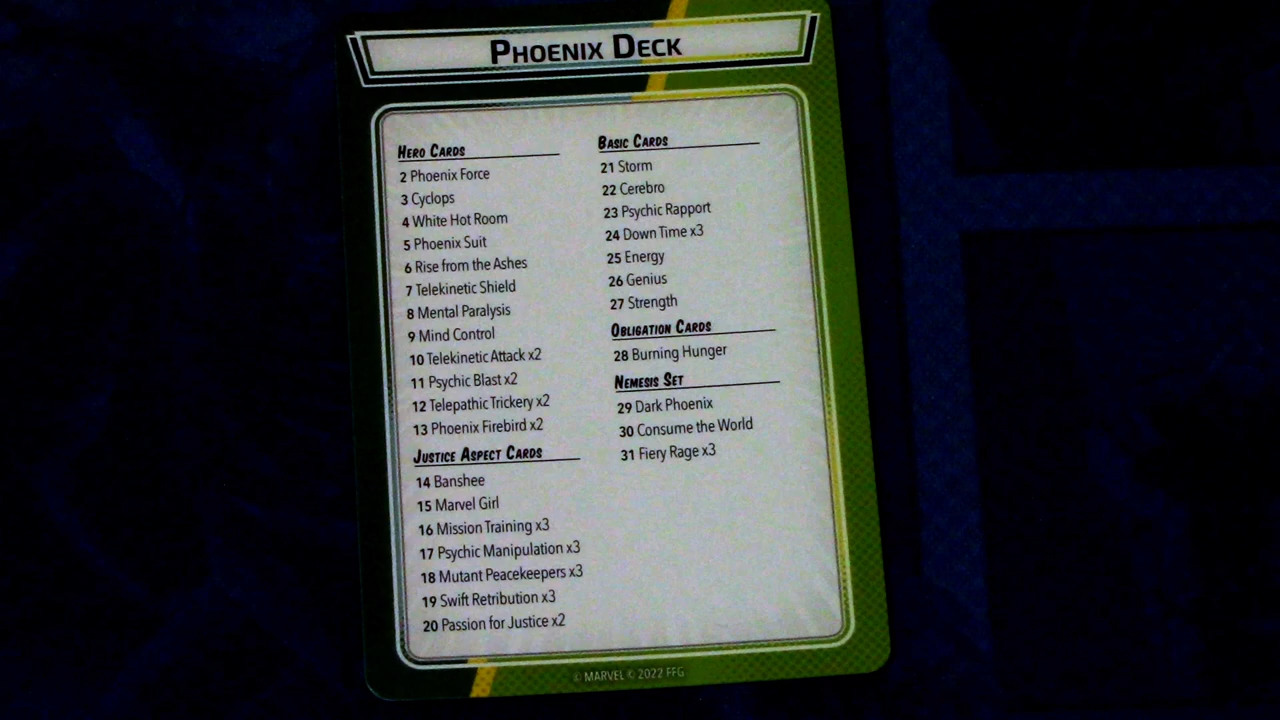 PHOENIX DECK
HERO CARDS
2 Phoenix Force
3 Cyclops
4 White Hot Room
5 Phoenix Suit
6 Rise from the Ashes
7 Telekinetic Shield
8 Mental Paralysis
9 Mind Control
10 Telekinetic Attack x2
11 Psychic Blast x2
12 Telepathic Trickery x2
13 Phoenix Firebird x2
JUSTICE ASPECT CARDS
14 Banshee
15 Marvel Girl
16 Mission Training x3
17 Psychic Manipulation x3
18 Mutant Peacekeepers x3
19 Swift Retribution x3
20 Passion for Justice x2
BASIC CARDS
21 Storm
22 Cerebro
23 Psychic Rapport
24 Down Time x3
25 Energy
26 Genius
27 Strength
OBLIGATION CARDS
28 Burning Hunger
NEMESIS SET
29 Dark Phoenix
30 Consume the World
31 Fiery Rage x3
© MARVEL © 2022 FFG